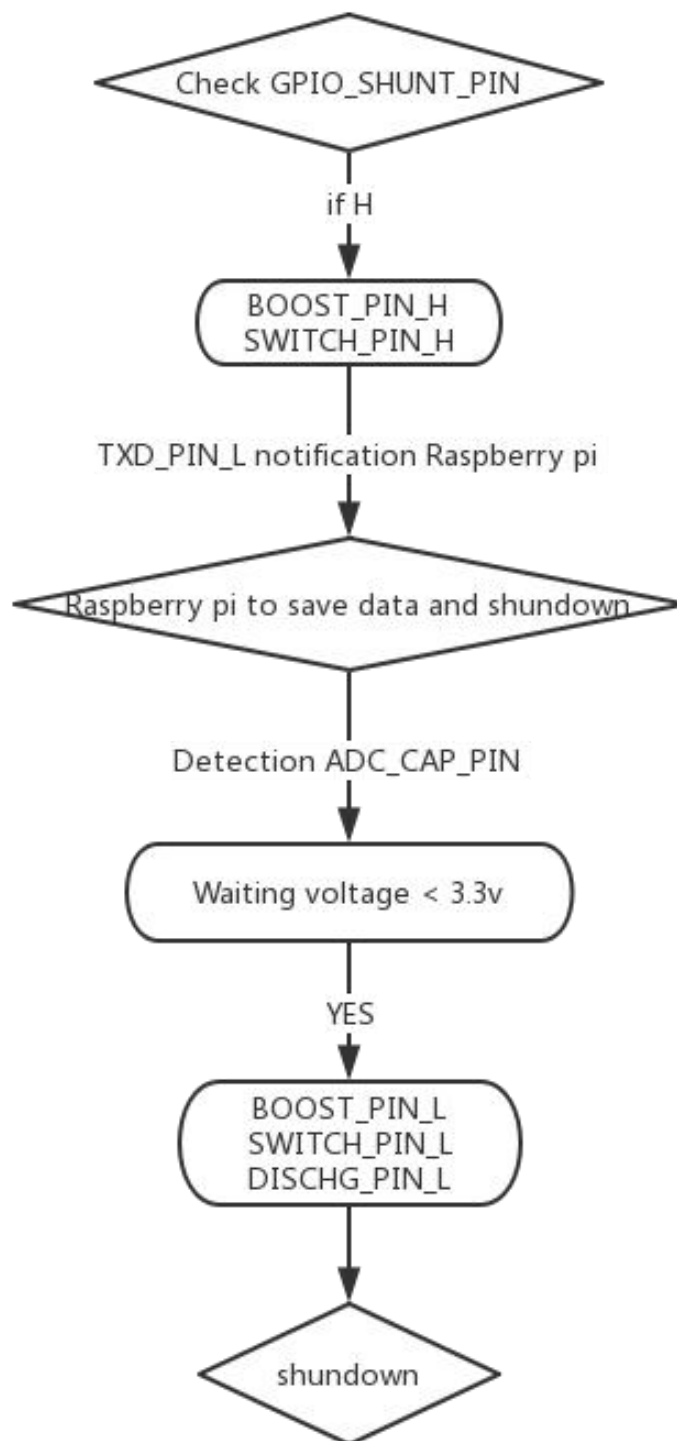 Check GPIO_SHUNT_PIN
if H
BOOST_PIN_H
SWITCH_PIN_H
TXD_PIN_L notification Raspberry pi
Raspberry pi to save data and shundown
Detection ADC_CAP_PIN
Waiting voltage < 3.3v
YES
BOOST_PIN_L
SWITCH_PIN_L
DISCHG_PIN_L
shundown